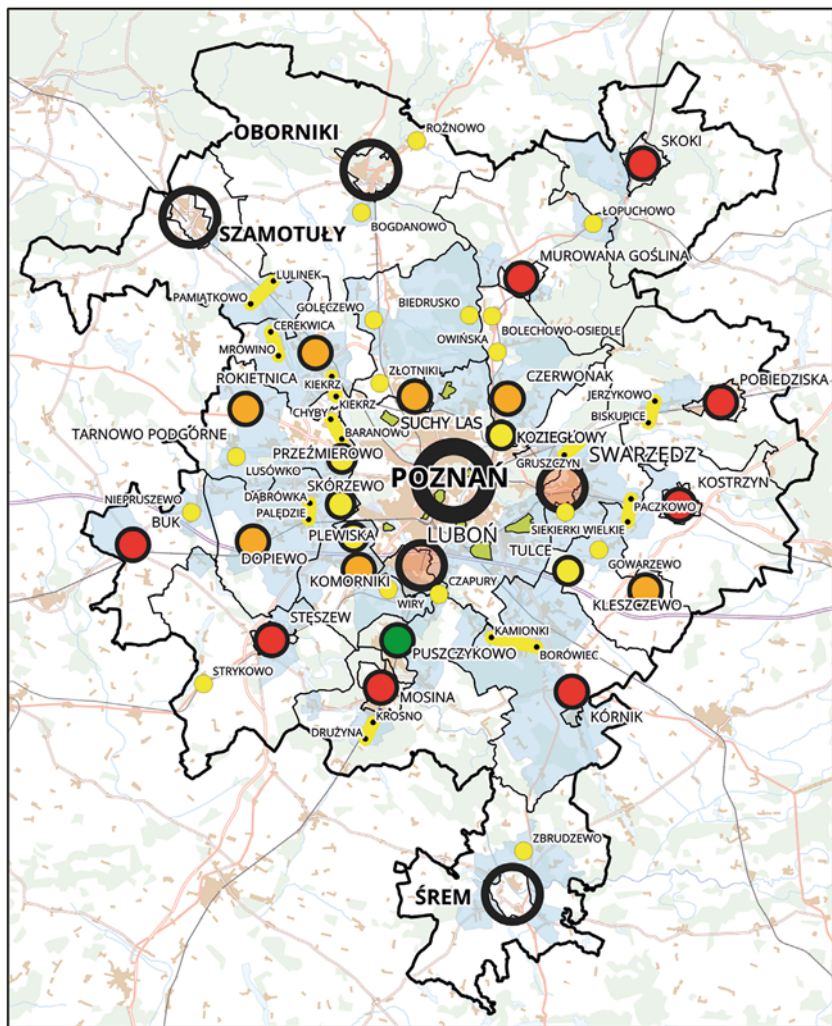 OBORNIKI
ROŻNOWO
SKOKI
ŁOPUCHOWO
BOGDANOWO
SZAMOTUŁY
MUROWANA GOŚLINA
LULINEK
PAMIĄTKOWO
GOLĘCZEWO
BIEDRUSKO
CEREKWICA
OWIŃSKA
BOLECHOWO-OSIEDLE
MROWINO
ROKIETNICA
KIEKRZ
ZŁOTNIKI
CZERWONAK
POBIEDZISKA
JERZYKOWO
KIEKRZ
CHYBY
SUCHY LAS
BISKUPICE
TARNOWO PODGÓRNE
BARANOWO
KOZIEGŁOWY
PRZEŹMIEROWO
LUSÓWKO
POZNAŃ
GRUSZCZYN
SWARZĘDZ
SKÓRZEWO
KOSTRZYN
NIEPRUSZEWO
DĄBRÓWKA
PACZKOWO
BUK
PALĘDZIE
PLEWISKA
LUBOŃ
SIEKIERKI WIELKIE
TULCE
DOPIEWO
GOWARZEWO
KOMORNIKI
CZAPURY
WIRY
KLESZCZEWO
STĘSZEW
KAMIONKI
PUSZCZYKOWO
BORÓWIEC
STRYKOWO
MOSINA
KÓRNIK
KROSNO
DRUŻYNA
ZBRUDZEWO
ŚREM